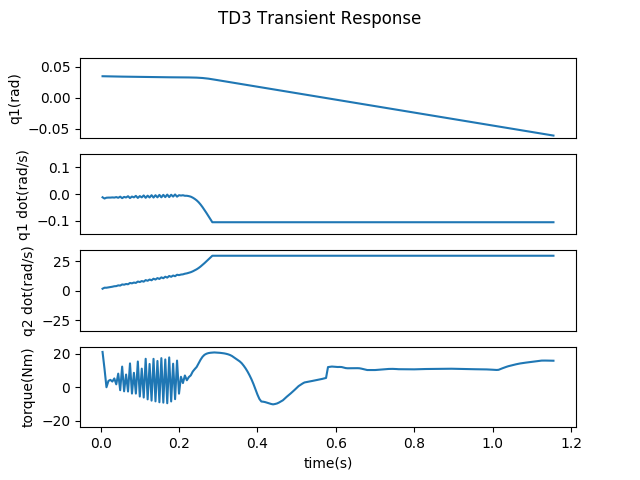 TD3 Transient Response
0.05
0.00
−0.05
q1(rad)
0.1
0.0
−0.1
q1 dot(rad/s)
25
0
−25
q2 dot(rad/s)
20
0
−20
torque(Nm)
0.0 0.2 0.4 0.6 0.8 1.0 1.2
time(s)